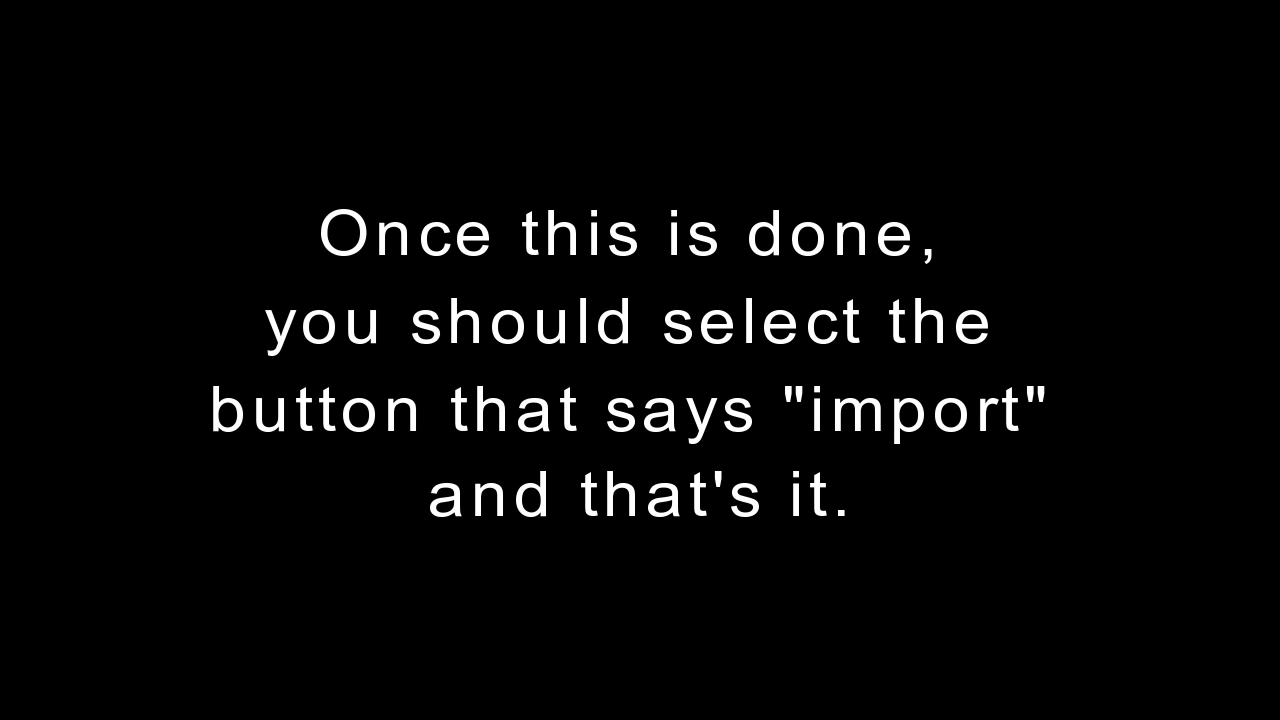 Once this is done,
you should select the
button that says "import"
and that's it.